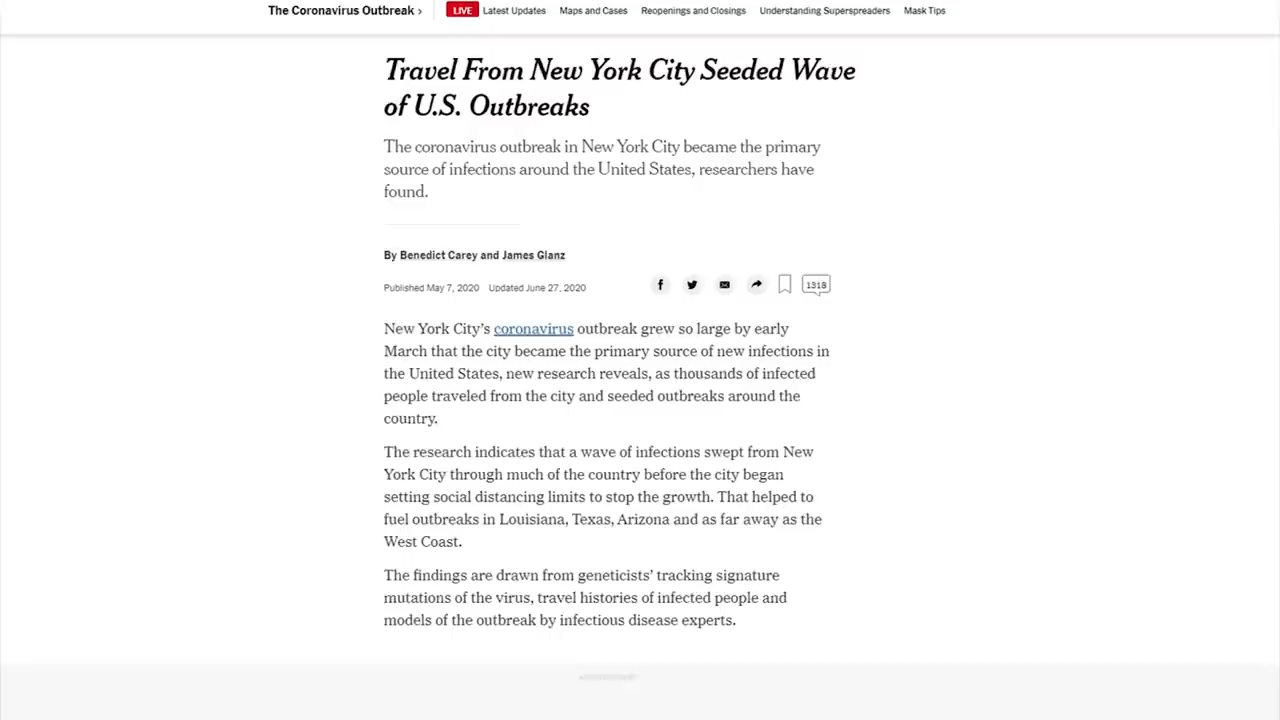 The Coronavirus Outbreak › LIVE Latest Updates Maps and Cases Reopenings and Closings Understanding Superspreaders Mask Tips
Travel From New York City Seeded Wave
of U.S. Outbreaks
The coronavirus outbreak in New York City became the primary
source of infections around the United States, researchers have
found.
By Benedict Carey and James Glanz
Published May 7, 2020 Updated June 27, 2020 1318
New York City’s coronavirus outbreak grew so large by early
March that the city became the primary source of new infections in
the United States, new research reveals, as thousands of infected
people traveled from the city and seeded outbreaks around the
country.
The research indicates that a wave of infections swept from New
York City through much of the country before the city began
setting social distancing limits to stop the growth. That helped to
fuel outbreaks in Louisiana, Texas, Arizona and as far away as the
West Coast.
The findings are drawn from geneticists’ tracking signature
mutations of the virus, travel histories of infected people and
models of the outbreak by infectious disease experts.